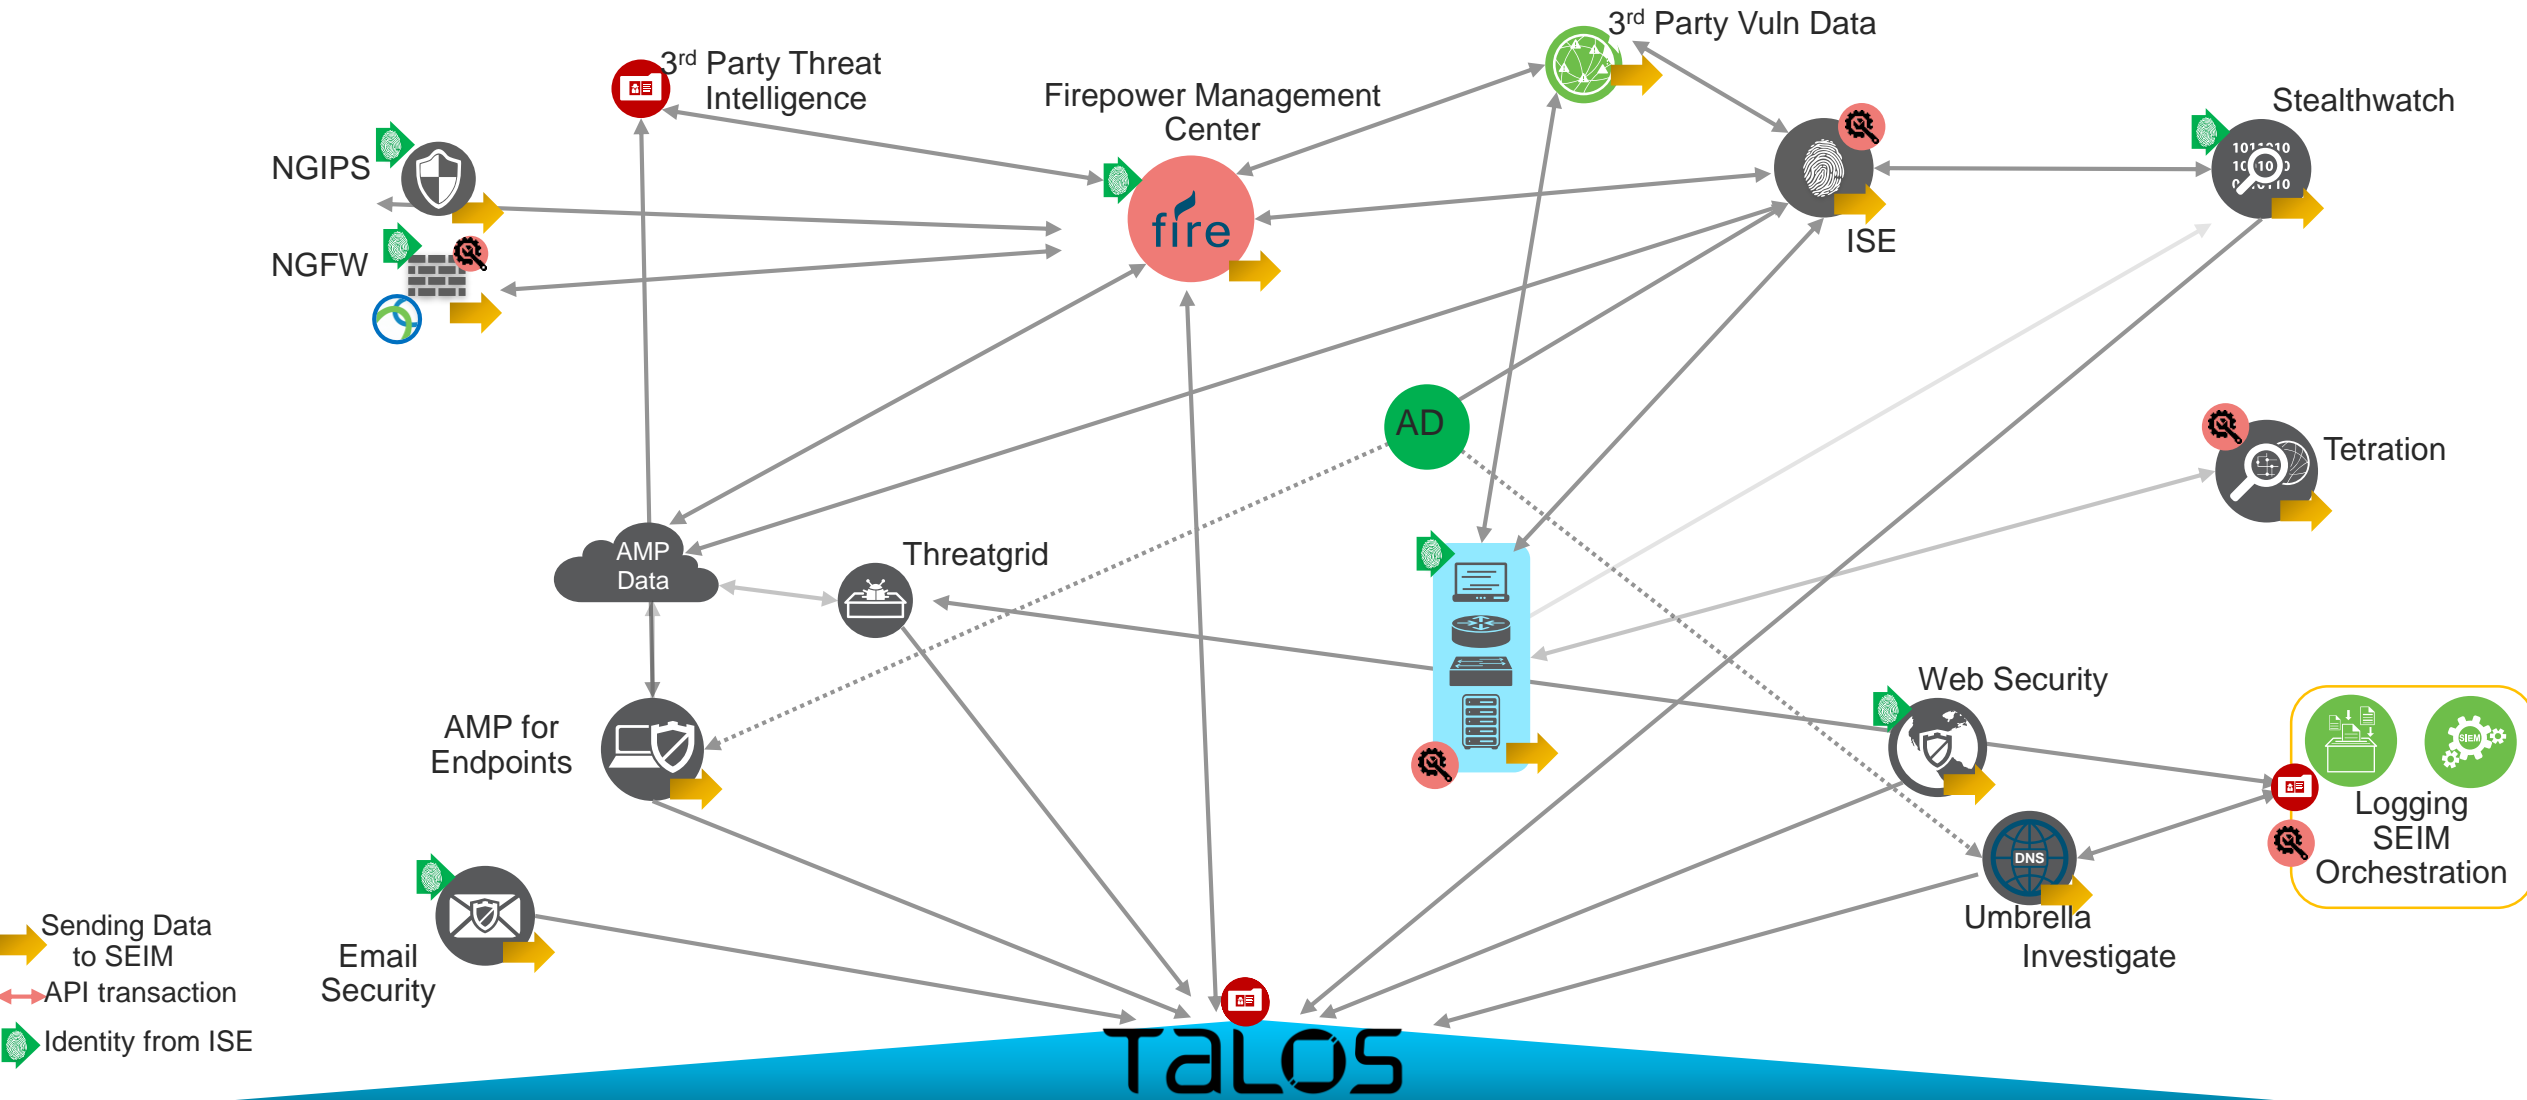 3rd Party Vuln Data
3rd Party Threat
Intelligence
Firepower Management
Center
Stealthwatch
NGIPS
fire
ISE
NGFW
AD
Tetration
AMP
Data
Threatgrid
Web Security
AMP for
Endpoints
SIEM
Logging
SEIM
Orchestration
DNS
Umbrella
Investigate
Email
Security
Sending Data
to SEIM
API transaction
Identity from ISE
TALOS